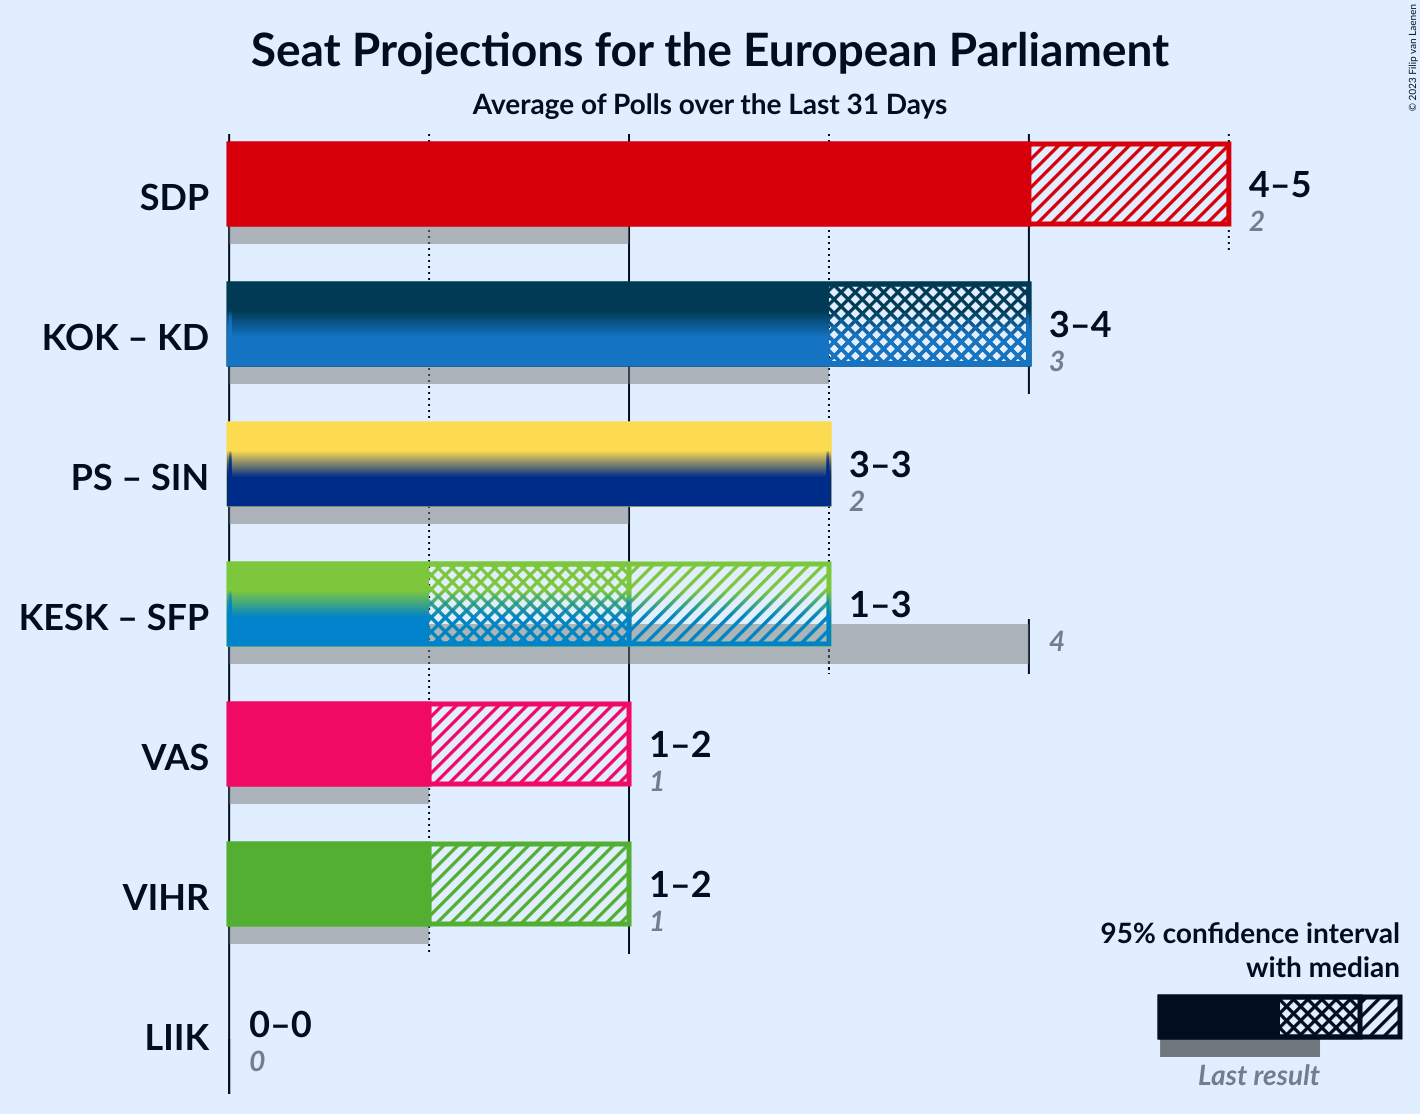 Seat Projections for the European Parliament
Average of Polls over the Last 31 Days
© 2023 Filip van Laenen
SDP
4–5
2
KOK – KD
3–4
3
PS – SIN
3–3
2
KESK – SFP
1–3
4
VAS
1–2
1
VIHR
1–2
1
LIIK
0–0
0
95% confidence interval
with median
Last result